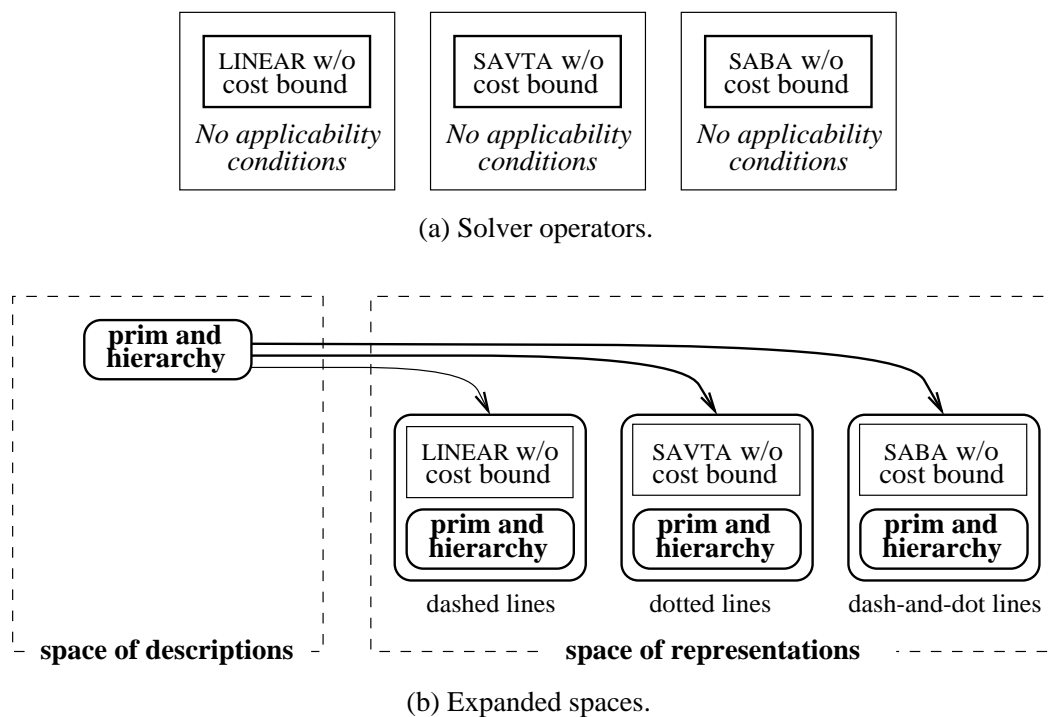 LINEAR w/o
cost bound
No applicability
conditions
SAVTA w/o
cost bound
No applicability
conditions
SABA w/o
cost bound
No applicability
conditions
(a) Solver operators.
prim and
hierarchy
LINEAR w/o
cost bound
prim and
hierarchy
dashed lines
SAVTA w/o
cost bound
prim and
hierarchy
dotted lines
SABA w/o
cost bound
prim and
hierarchy
dash-and-dot lines
space of descriptions
space of representations
(b) Expanded spaces.